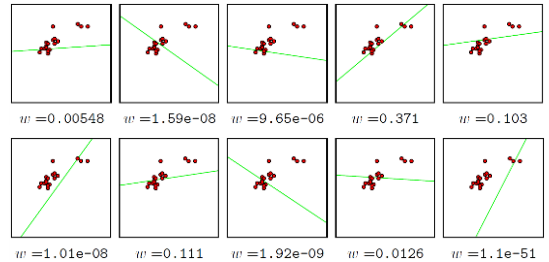 w =0.00548 w =1.59e-08 w =9.65e-06 w =0.371 w =0.103
w =1.01e-08 w =0.111 w =1.92e-09 w =0.0126 w =1.1e-51